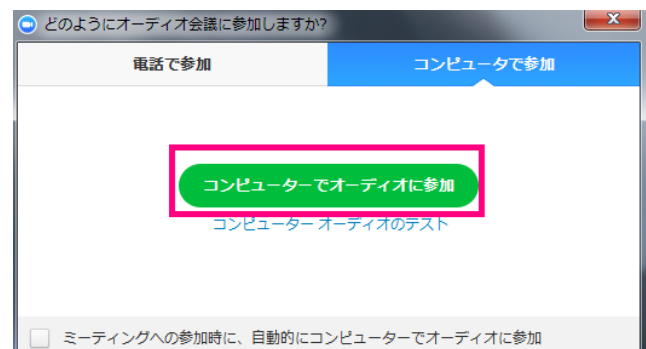 どのようにオーディオ会議に参加しますか?
電話で参加
コンピュータで参加
コンピューターでオーディオに参加
コンピューター オーディオのテスト
ミーティングへの参加時に、自動的にコンピューターでオーディオに参加